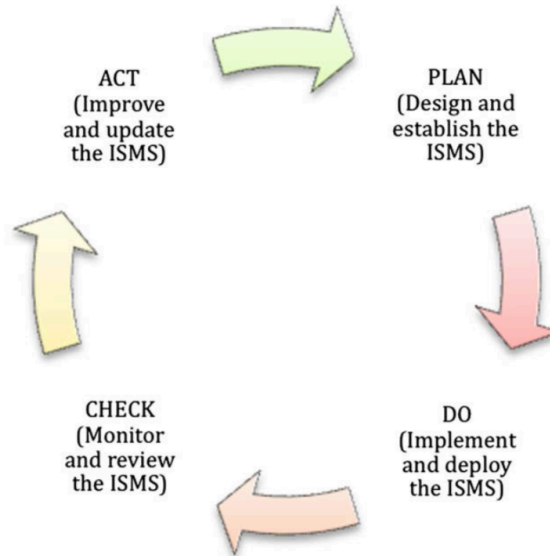 ACT
(Improve
and update
the ISMS)
PLAN
(Design and
establish the
ISMS)
DO
(Implement
and deploy
the ISMS)
CHECK
(Monitor
and review
the ISMS)